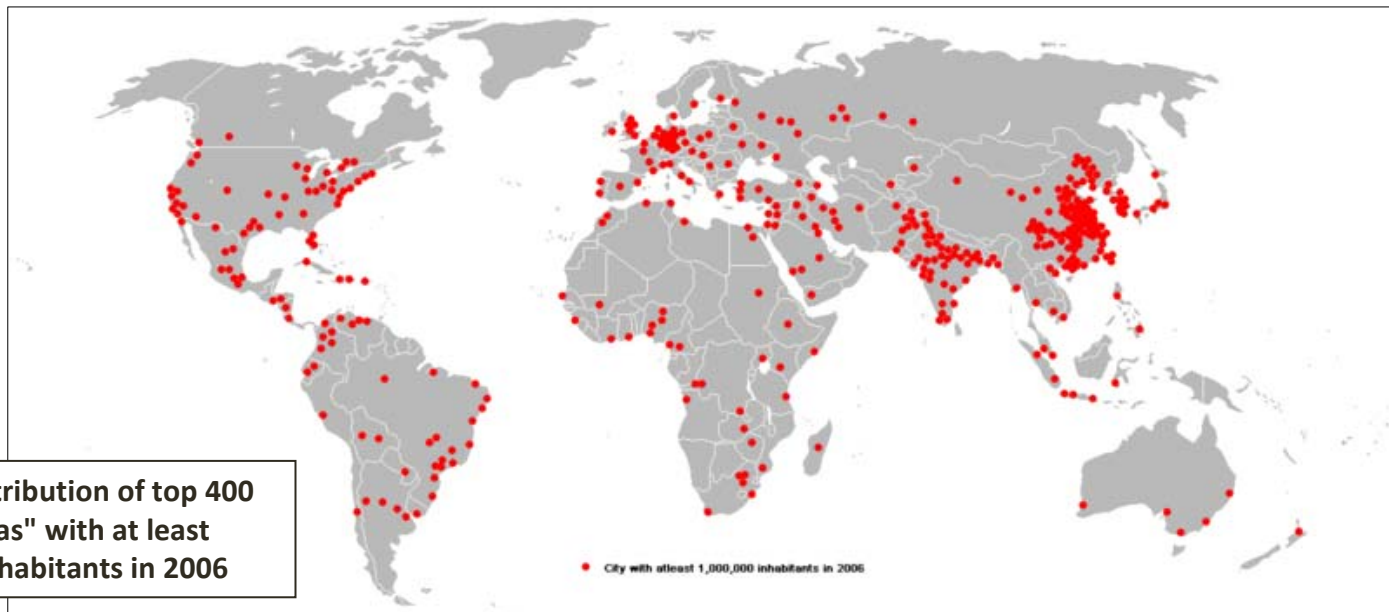 tribution of top 400
as" with at least
habitants in 2006
City with atleast 1,000,000 inhabitants in 2006